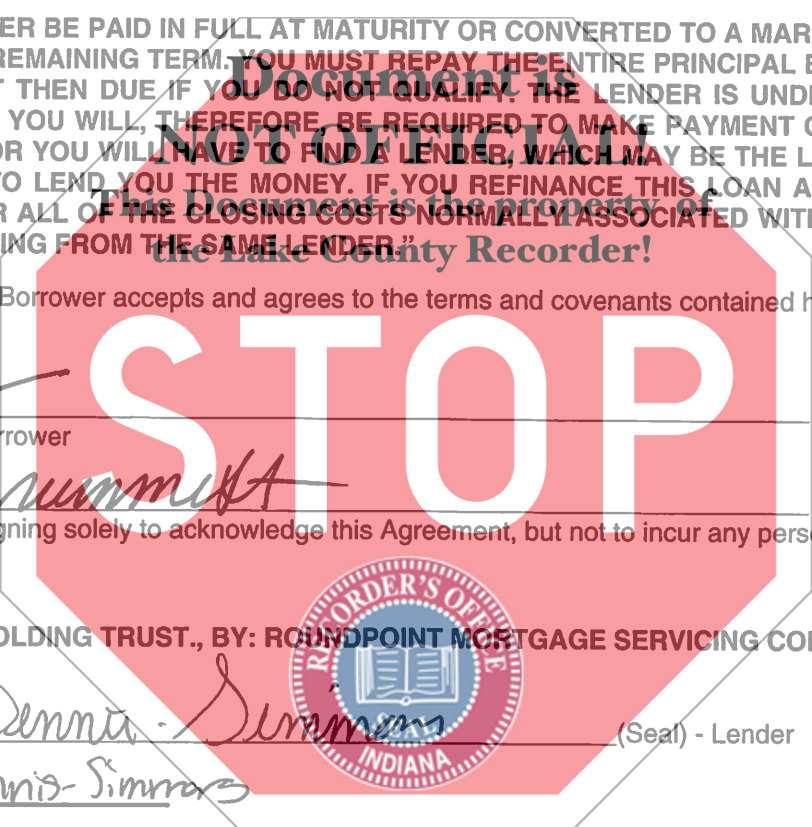 ER BE PAID IN FULL AT MATURITY OR CONVERTED TO A MAR
REMAINING TERM. YOU MUST REPAY THE ENTIRE PRINCIPAL
Document is
T THEN DUE IF YOU DO NOT QUALIFY. THE LENDER IS UND
YOU WILL, THEREFORE, BE REQUIRED TO MAKE PAYMENT
NOT OFFICIAL!
OR YOU WILL HAVE TO FIND A LENDER, WHICH MAY BE THE L
TO LEND YOU THE MONEY. IF YOU REFINANCE THIS LOAN A
This Document is the property of
R ALL OF THE CLOSING COSTS NORMALLY ASSOCIATED WIT
ING FROM THE SAME LENDER."
the Lake County Recorder!
Borrower accepts and agrees to the terms and covenants contained h
STOP
rrower
gning solely to acknowledge this Agreement, but not to incur any perso
RECORDER'S OFFICE
OLDING TRUST., BY: ROUNDPOINT MORTGAGE SERVICING CO
Simmons
(Seal) - Lender
SEAL
INDIANA
nnis-Simmons